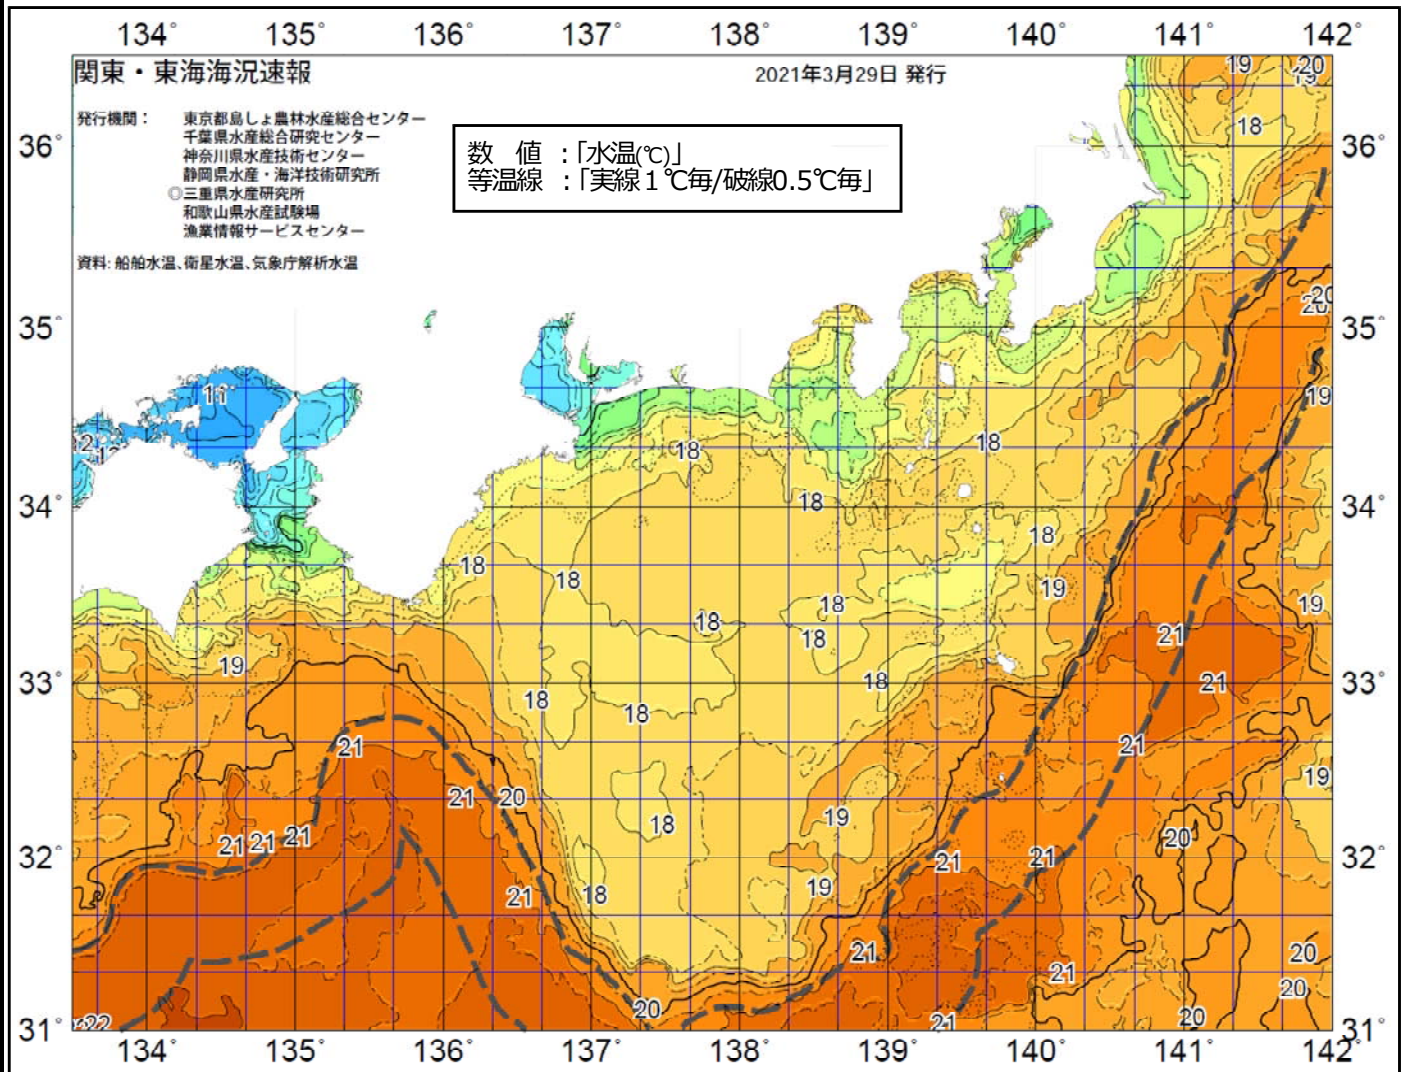 134° 135° 136° 137° 138° 139° 140° 141° 142°
関東・東海海況速報
2021年3月29日 発行
発行機関： 東京都島しょ農林水産総合センター
千葉県水産総合研究センター
神奈川県水産技術センター
静岡県水産・海洋技術研究所
◎三重県水産研究所
和歌山県水産試験場
漁業情報サービスセンター
資料: 船舶水温、衛星水温、気象庁解析水温
数 値 ：「水温(℃)」
等温線 ：「実線１℃毎/破線0.5℃毎」
19 20
18
36° 36°
35° 35°
20
11
19
12
18 18
18
34° 34°
18
18 18
19
18 19
18 18
21
19
33° 33°
18 18 21
18
21 21
19
21 20
18 19
20
21 21 21
32° 32°
21 21
18 19
21
21 20
21
20
20 20
22 21
31° 31°
134° 135° 136° 137° 138° 139° 140° 141° 142°